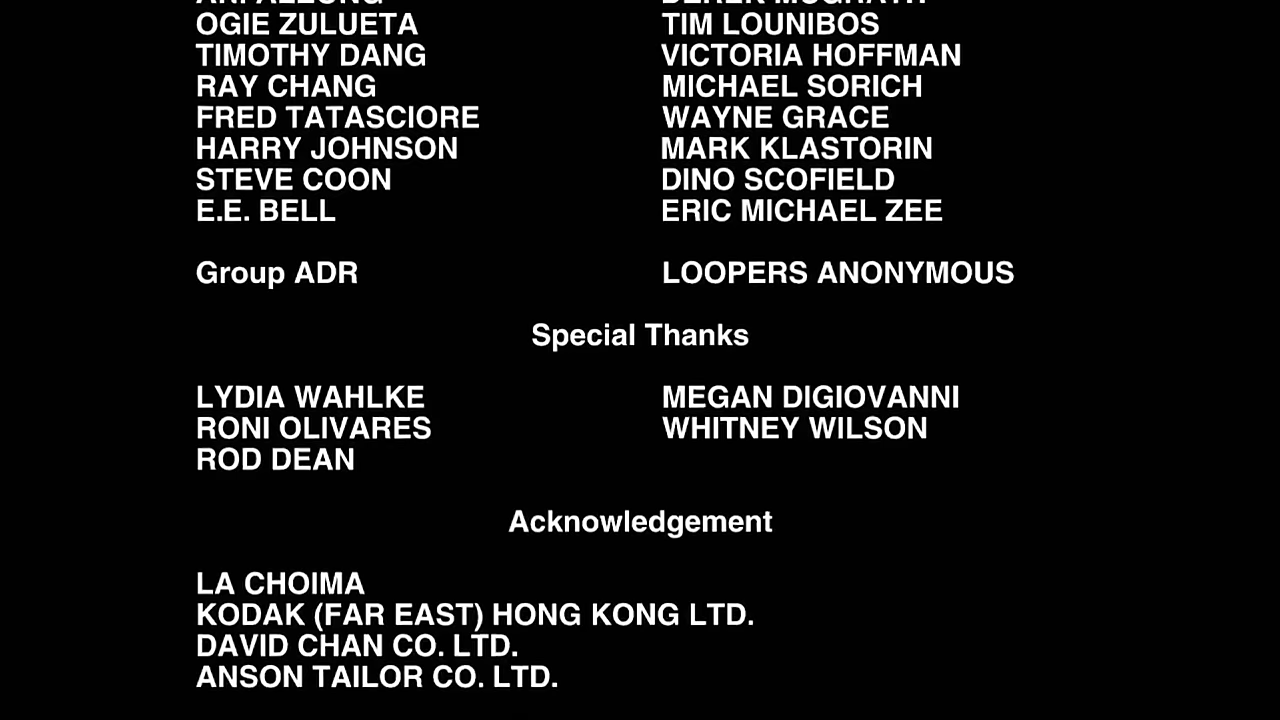 OGIE ZULUETA TIM LOUNIBOS
TIMOTHY DANG VICTORIA HOFFMAN
RAY CHANG MICHAEL SORICH
FRED TATASCIORE WAYNE GRACE
HARRY JOHNSON MARK KLASTORIN
STEVE COON DINO SCOFIELD
E.E. BELL ERIC MICHAEL ZEE
Group ADR LOOPERS ANONYMOUS
Special Thanks
LYDIA WAHLKE MEGAN DIGIOVANNI
RONI OLIVARES WHITNEY WILSON
ROD DEAN
Acknowledgement
LA CHOIMA
KODAK (FAR EAST) HONG KONG LTD.
DAVID CHAN CO. LTD.
ANSON TAILOR CO. LTD.